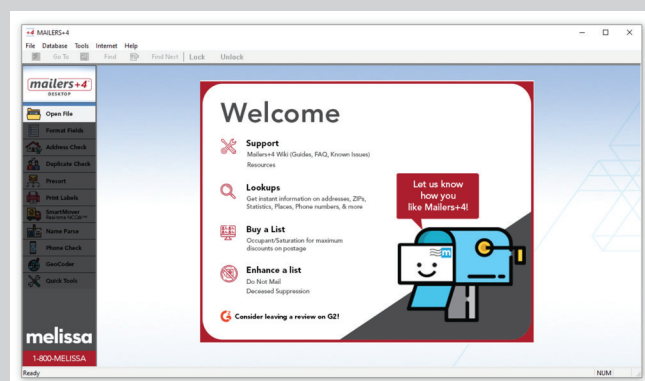 +4 MAILERS+4
File Database Tools Internet Help
Go To Find Find Next Lock Unlock
mailers+4
DESKTOP
Open File
Format Fields
Address Check
Duplicate Check
Presort
Print Labels
SmartMover
Real-time NCOA
Name Parse
Phone Check
GeoCoder
Quick Tools
melissa
1-800-MELISSA
Welcome
Support
Mailers+4 Wiki (Guides, FAQ, Known Issues)
Resources
Lookups
Get instant information on addresses, ZIPs,
Statistics, Places, Phone numbers, & more
Buy a List
Occupant/Saturation for maximum
discounts on postage
Enhance a list
Do Not Mail
Deceased Suppression
Consider leaving a review on G2!
Let us know
how you
like Mailers+4!
m
Ready NUM